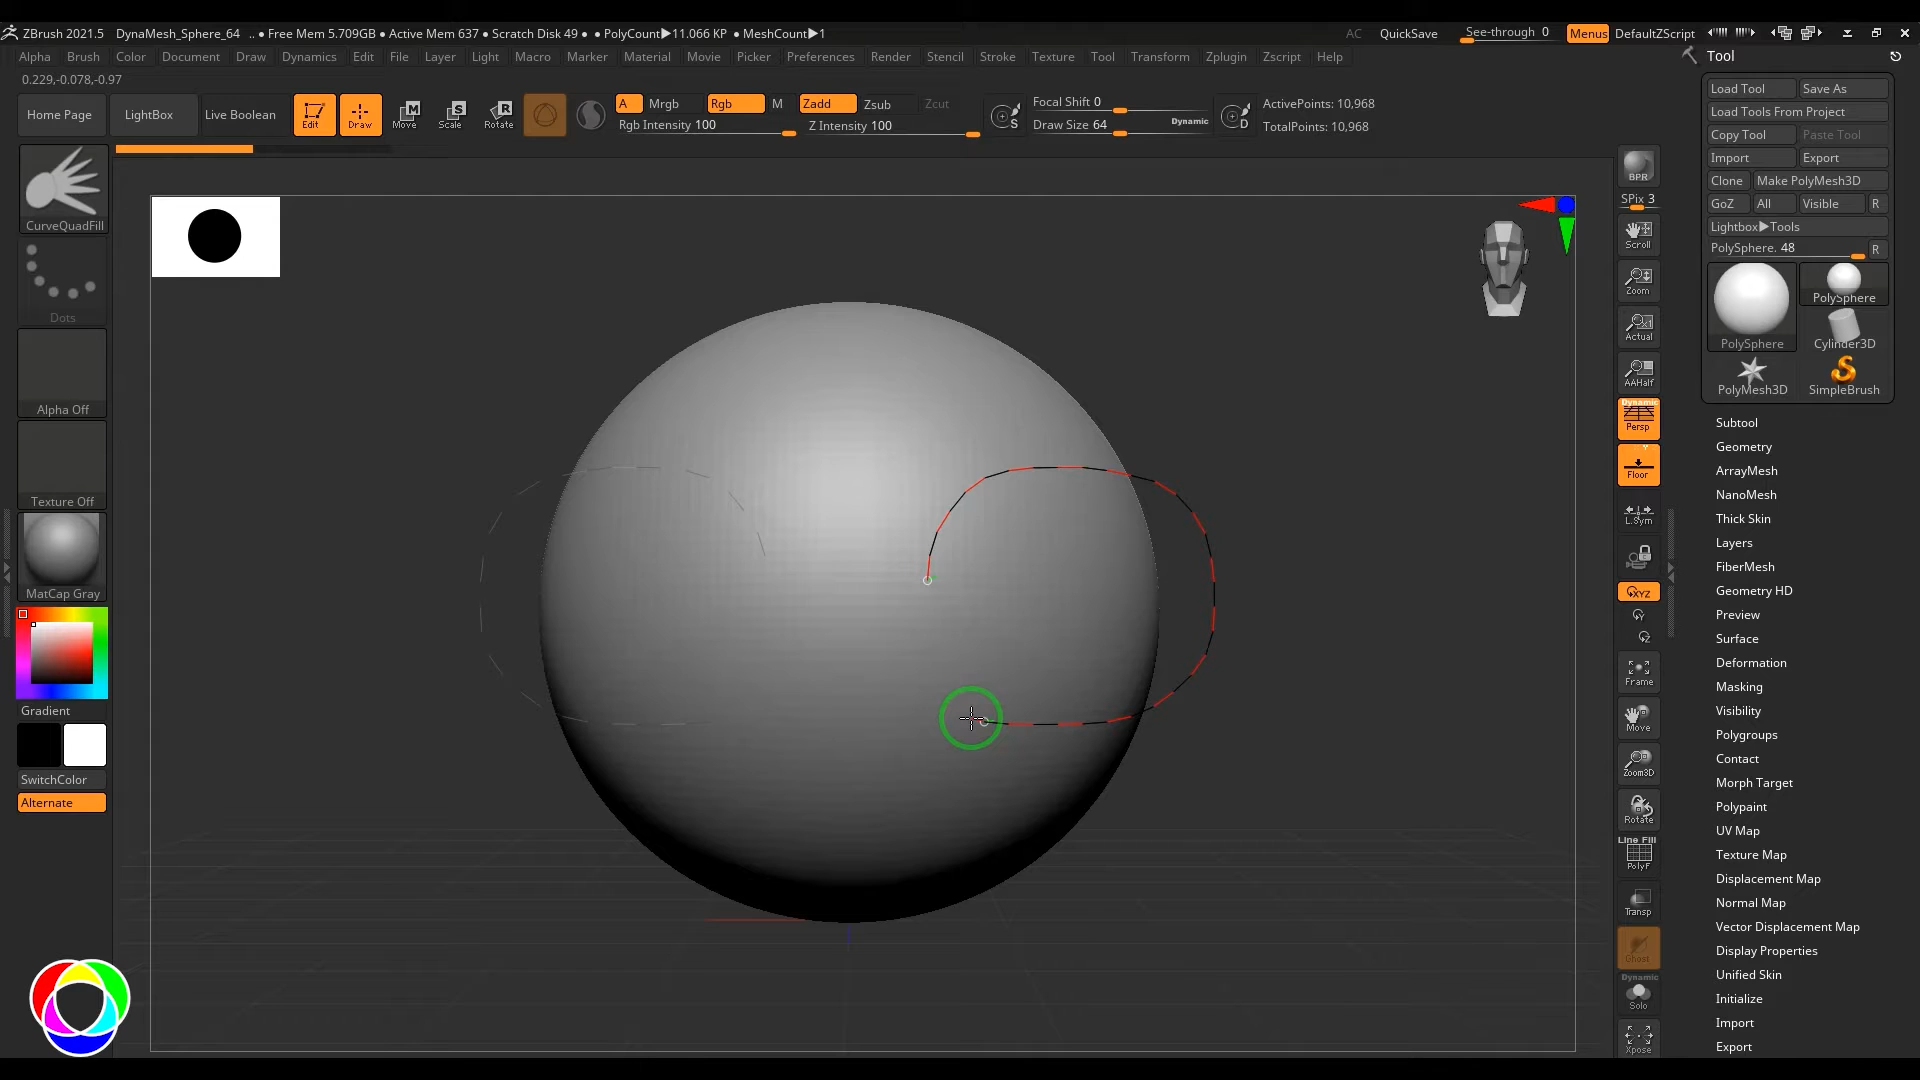 ZBrush 2021.5 DynaMesh_Sphere_64 .. ● Free Mem 5.709GB ● Active Mem 637 ● Scratch Disk 49 ● ● PolyCount▶11.066 KP ● MeshCount▶1 AC QuickSave See-through 0 Menus DefaultZScript
Alpha Brush Color Document Draw Dynamics Edit File Layer Light Macro Marker Material Movie Picker Preferences Render Stencil Stroke Texture Tool Transform Zplugin Zscript Help
0.229,-0.078,-0.97
Home Page LightBox Live Boolean Edit Draw Move Scale Rotate
M S R
A Mrgb Rgb M Zadd Zsub Zcut
Rgb Intensity 100 Z Intensity 100
S Focal Shift 0
Draw Size 64 Dynamic D
ActivePoints: 10,968
TotalPoints: 10,968
CurveQuadFill
Dots
Alpha Off
Texture Off
MatCap Gray
Gradient
SwitchColor
Alternate
BPR
SPix 3
Scroll
Zoom
Actual
AAHalf
Dynamic
Persp
Floor
L.Sym
XYZ
Y
Z
Frame
Move
Zoom3D
Rotate
Line Fill
PolyF
Transp
Ghost
Dynamic
Solo
Xpose
Tool
Load Tool Save As
Load Tools From Project
Copy Tool Paste Tool
Import Export
Clone Make PolyMesh3D
GoZ All Visible R
Lightbox▶Tools
PolySphere. 48 R
PolySphere PolySphere
Cylinder3D
PolyMesh3D SimpleBrush
Subtool
Geometry
ArrayMesh
NanoMesh
Thick Skin
Layers
FiberMesh
Geometry HD
Preview
Surface
Deformation
Masking
Visibility
Polygroups
Contact
Morph Target
Polypaint
UV Map
Texture Map
Displacement Map
Normal Map
Vector Displacement Map
Display Properties
Unified Skin
Initialize
Import
Export